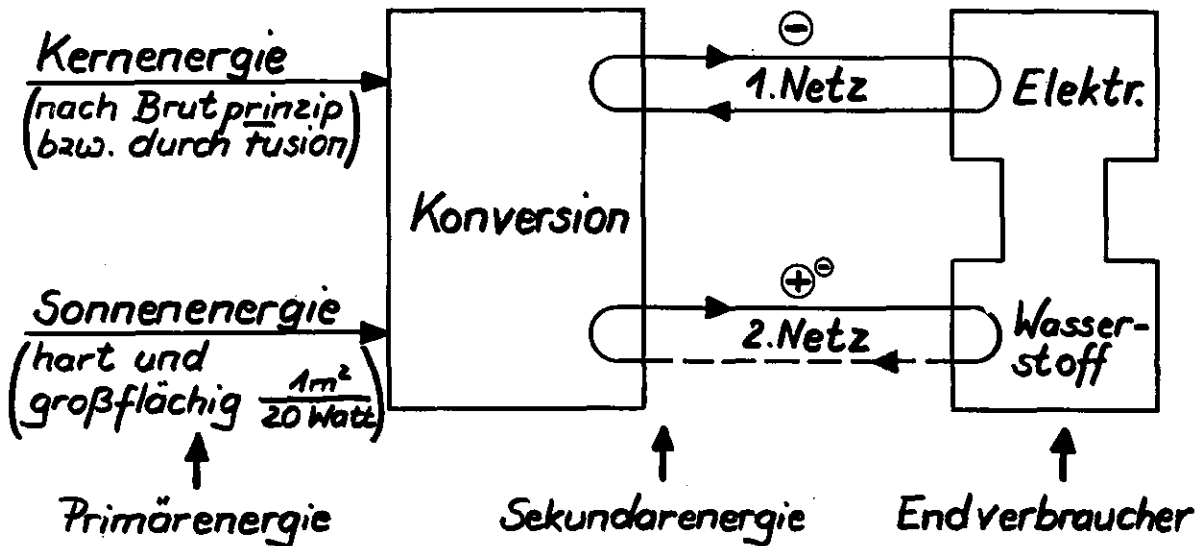 Kernenergie
(nach Brutprinzip
bzw. durch Fusion)
Sonnenenergie
(hart und
großflächig 1m²/20 Watt)
Primärenergie
Konversion
⊖
1. Netz
⊕⊖
2. Netz
Sekundarenergie
Elektr.
Wasser-
stoff
Endverbraucher